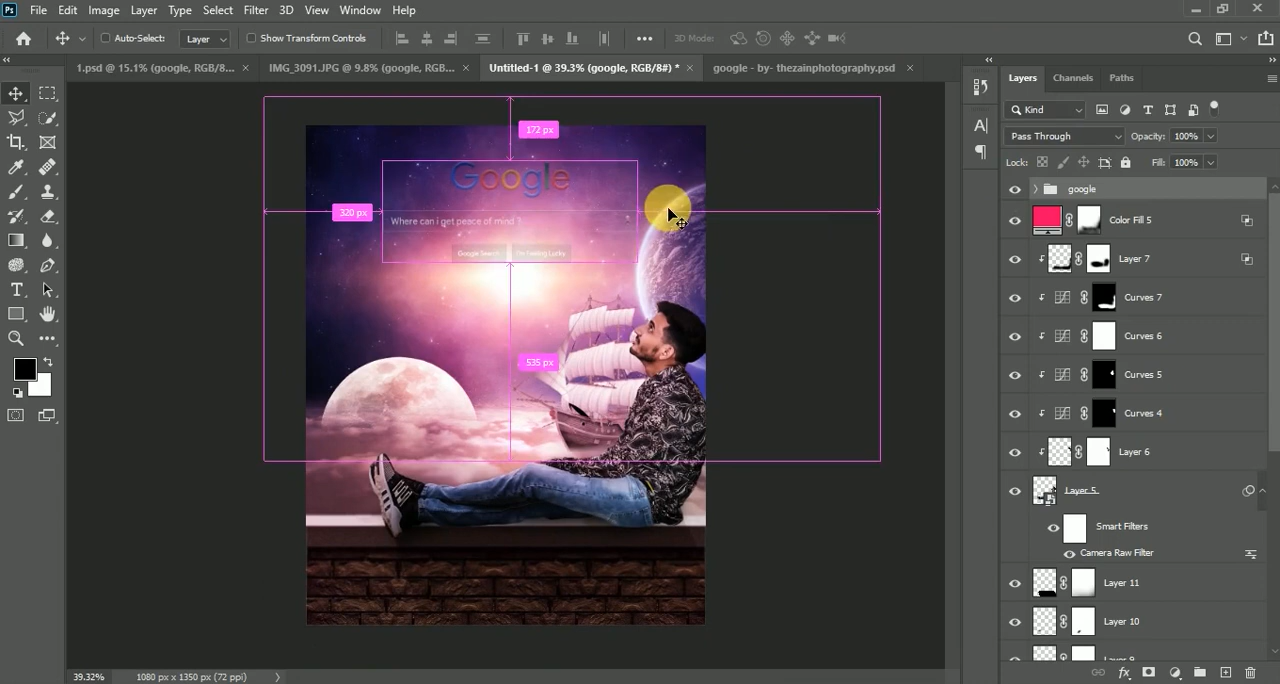 Ps File Edit Image Layer Type Select Filter 3D View Window Help
Auto-Select: Layer Show Transform Controls 3D Mode:
1.psd @ 15.1% (google, RGB/8... × IMG_3091.JPG @ 9.8% (google, RGB... × Untitled-1 @ 39.3% (google, RGB/8#) * × google - by- thezainphotography.psd ×
Layers Channels Paths
Kind
Pass Through Opacity: 100%
Lock: Fill: 100%
google
Color Fill 5
Layer 7
Curves 7
Curves 6
Curves 5
Curves 4
Layer 6
Layer 5
Smart Filters
Camera Raw Filter
Layer 11
Layer 10
172 px
Google
320 px
Where can i get peace of mind ?
Google Search I'm Feeling Lucky
535 px
39.32% 1080 px x 1350 px (72 ppi)